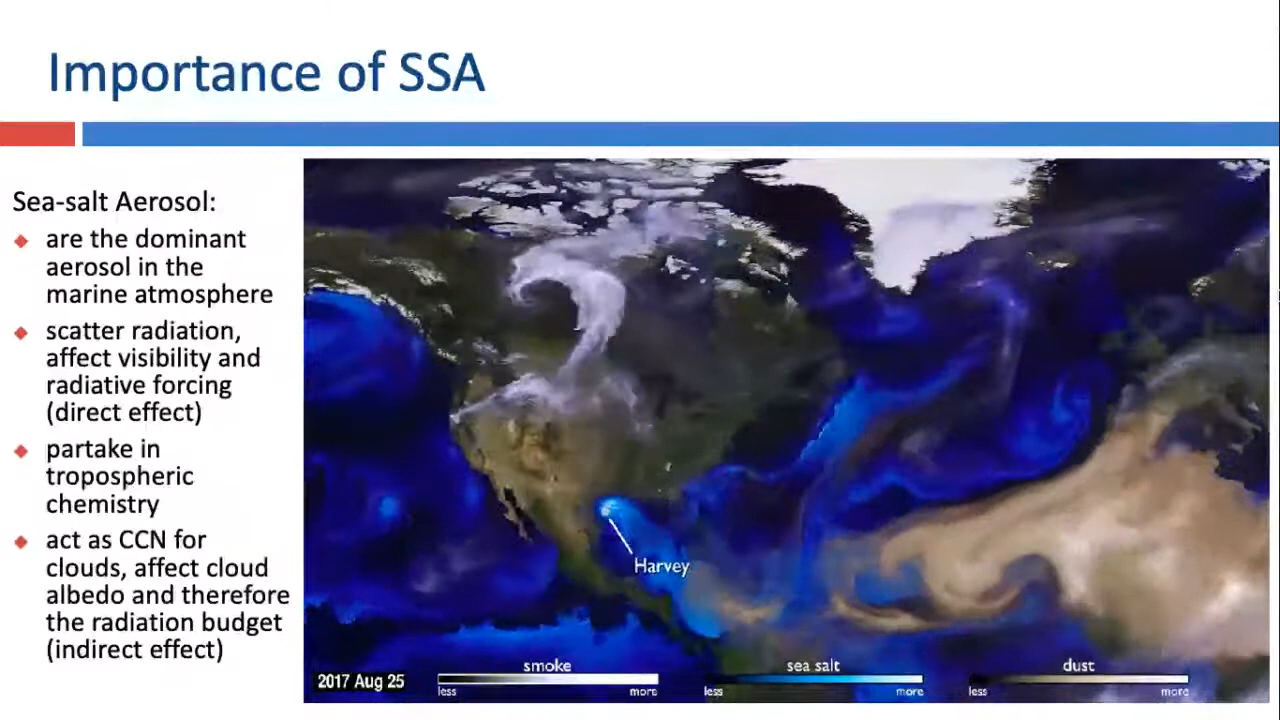 Importance of SSA
Sea-salt Aerosol:
are the dominant
aerosol in the
marine atmosphere
scatter radiation,
affect visibility and
radiative forcing
(direct effect)
partake in
tropospheric
chemistry
act as CCN for
clouds, affect cloud
albedo and therefore
the radiation budget
(indirect effect)
Harvey
2017 Aug 25
smoke
less more
sea salt
less more
dust
less more